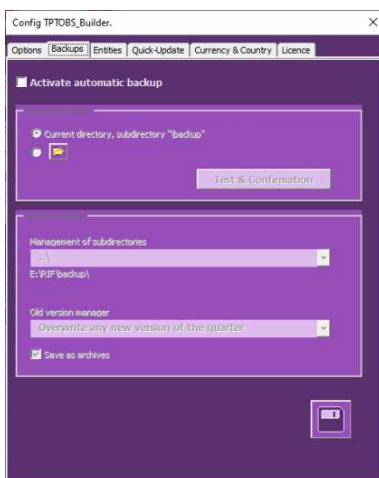 Config TPTOBS_Builder.
Options Backups Entities Quick-Update Currency & Country Licence
Activate automatic backup
Current directory, subdirectory "backup"
Test & Confirmation
Management of subdirectories
..\
E:\RIF\backup\
Old version manager
Overwrite any new version of the quarter
Save as archives